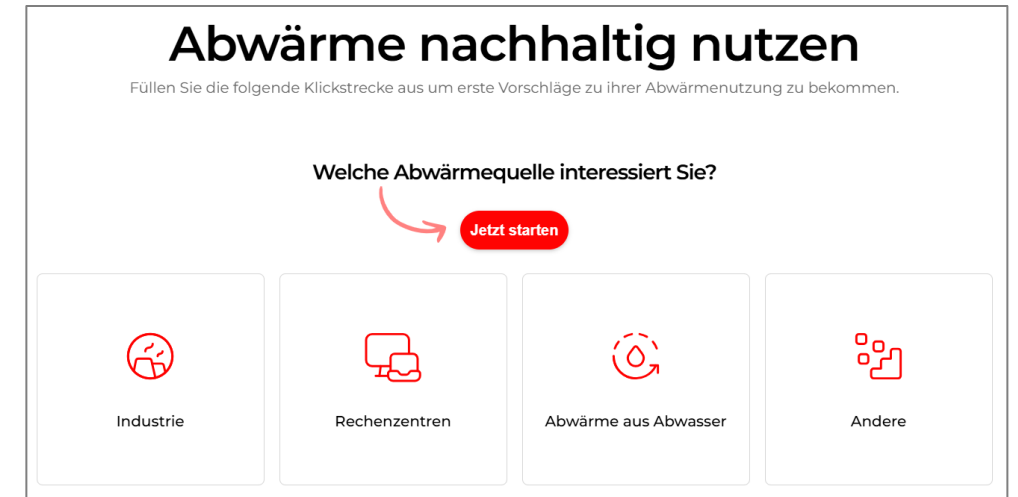 Abwärme nachhaltig nutzen
Füllen Sie die folgende Klickstrecke aus um erste Vorschläge zu ihrer Abwärmenutzung zu bekommen.
Welche Abwärmequelle interessiert Sie?
Jetzt starten
Industrie
Rechenzentren
Abwärme aus Abwasser
Andere